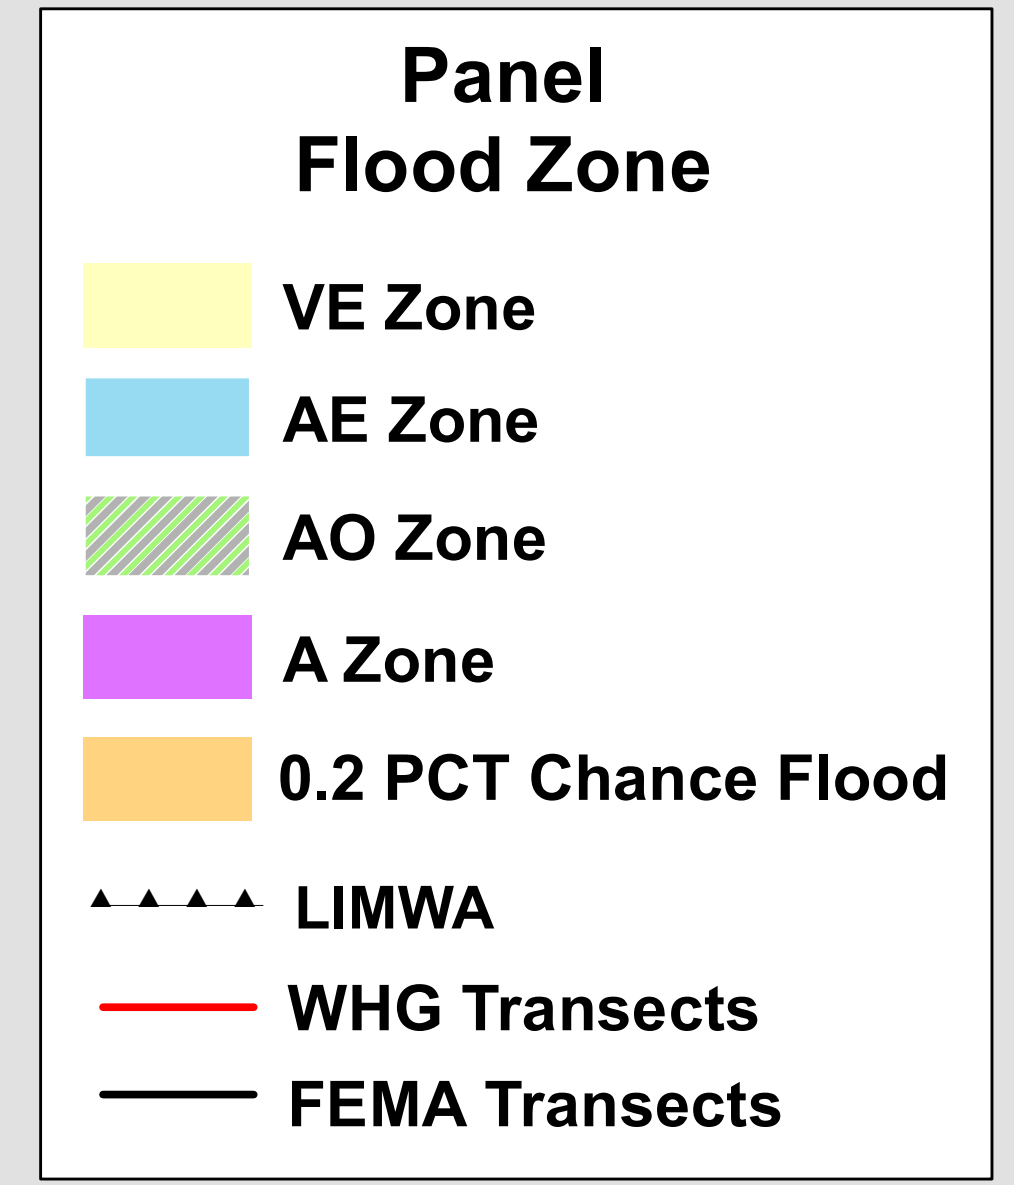 Panel
Flood Zone
VE Zone
AE Zone
AO Zone
A Zone
0.2 PCT Chance Flood
LIMWA
WHG Transects
FEMA Transects